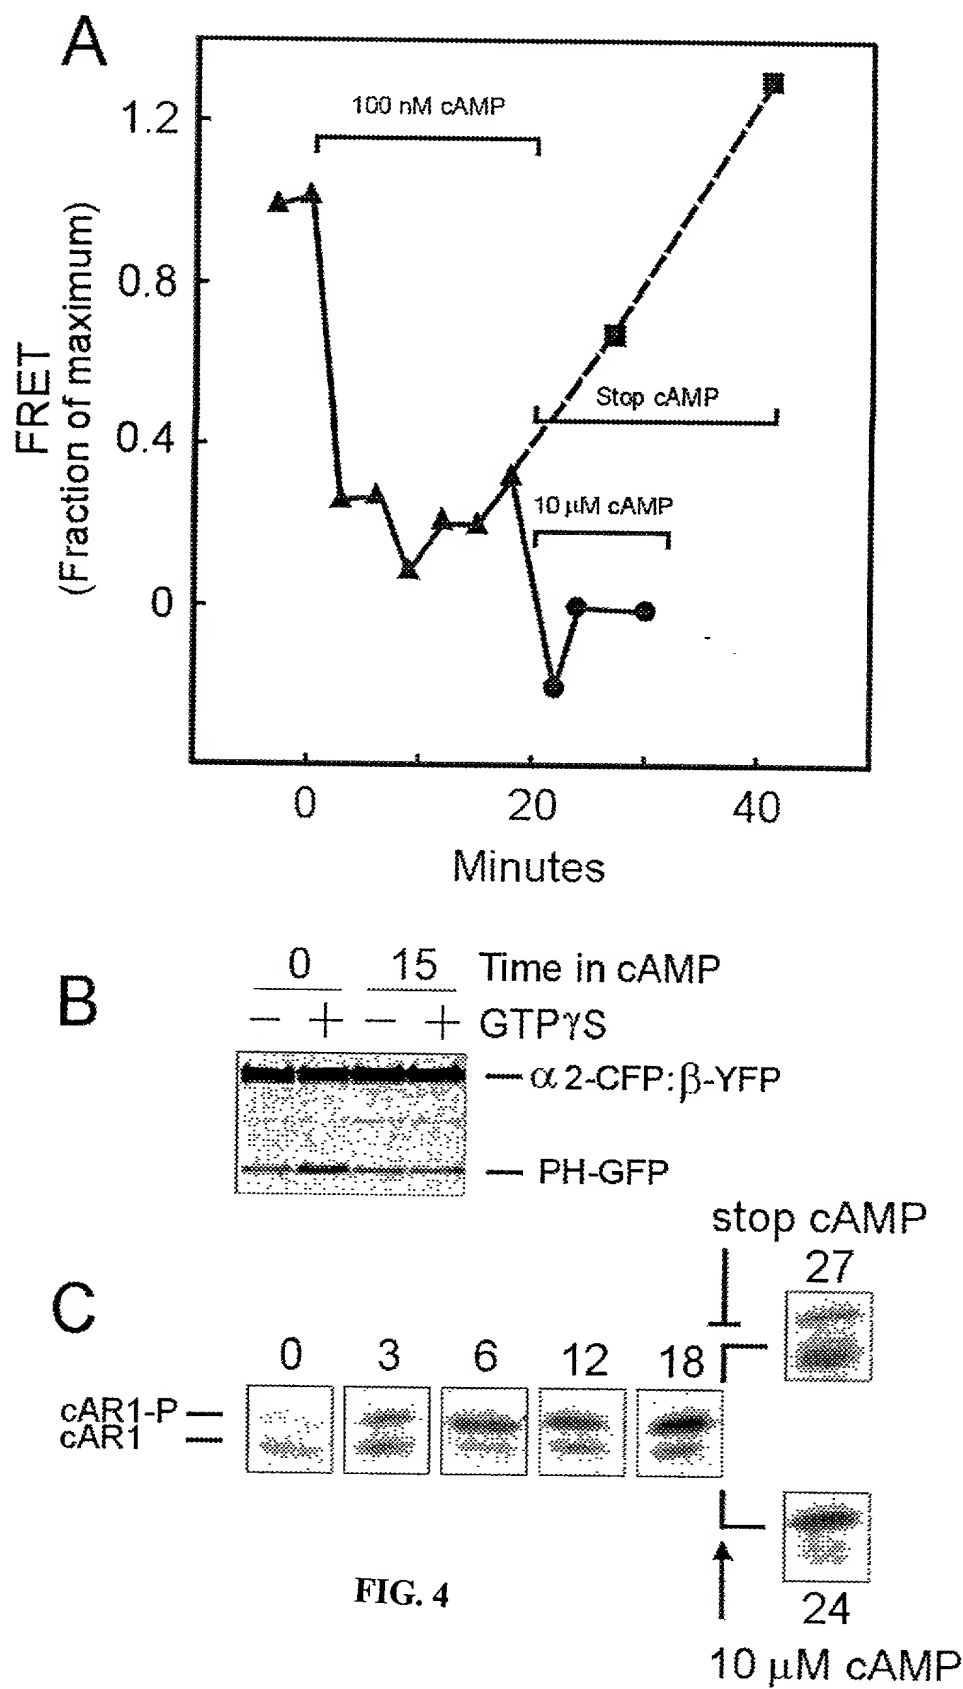 A
100 nM cAMP
1.2
0.8
0.4
0
FRET
(Fraction of maximum)
Stop cAMP
10 μM cAMP
0 20 40
Minutes
B
0 15 Time in cAMP
− + − + GTPγS
α2-CFP:β-YFP
PH-GFP
stop cAMP
27
C
0 3 6 12 18
cAR1-P
cAR1
24
10 μM cAMP
FIG. 4